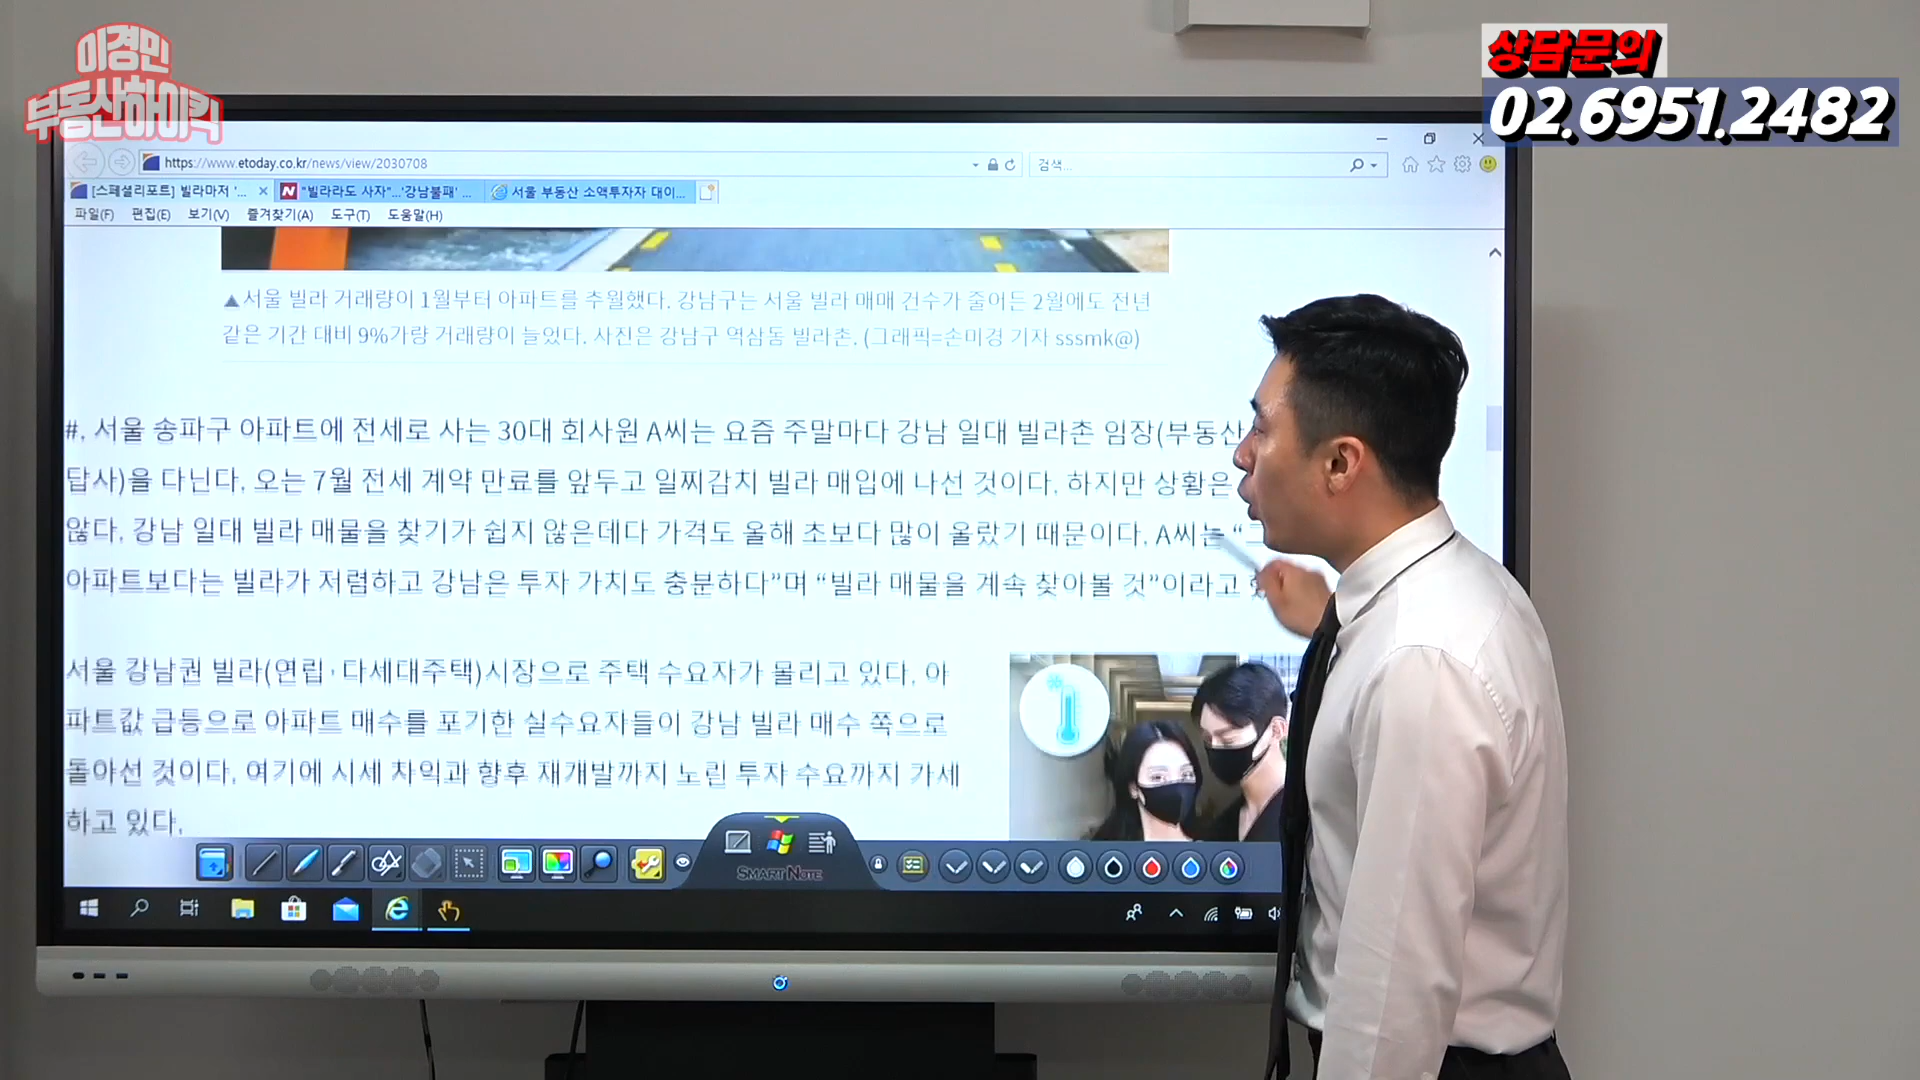 이경민
부동산하이킥
상담문의
02.6951.2482
https://www.etoday.co.kr/news/view/2030708
검색...
[스페셜리포트] 빌라마저 '...
"빌라라도 사자"...'강남불패' ...
서울 부동산 소액투자자 대이...
파일(F) 편집(E) 보기(V) 즐겨찾기(A) 도구(T) 도움말(H)
▲서울 빌라 거래량이 1월부터 아파트를 추월했다. 강남구는 서울 빌라 매매 건수가 줄어든 2월에도 전년
같은 기간 대비 9%가량 거래량이 늘었다. 사진은 강남구 역삼동 빌라촌. (그래픽=손미경 기자 sssmk@)
#. 서울 송파구 아파트에 전세로 사는 30대 회사원 A씨는 요즘 주말마다 강남 일대 빌라촌 임장(부동산
답사)을 다닌다. 오는 7월 전세 계약 만료를 앞두고 일찌감치 빌라 매입에 나선 것이다. 하지만 상황은
않다. 강남 일대 빌라 매물을 찾기가 쉽지 않은데다 가격도 올해 초보다 많이 올랐기 때문이다. A씨는 “
아파트보다는 빌라가 저렴하고 강남은 투자 가치도 충분하다”며 “빌라 매물을 계속 찾아볼 것”이라고
서울 강남권 빌라(연립·다세대주택)시장으로 주택 수요자가 몰리고 있다. 아
파트값 급등으로 아파트 매수를 포기한 실수요자들이 강남 빌라 매수 쪽으로
돌아선 것이다. 여기에 시세 차익과 향후 재개발까지 노린 투자 수요까지 가세
하고 있다.
SMART NOTE